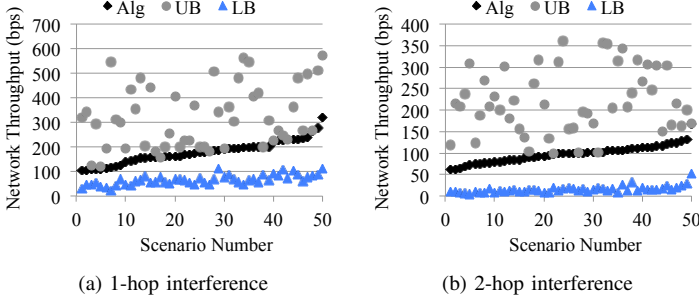 Alg UB LB
Network Throughput (bps)
700
600
500
400
300
200
100
0
0 10 20 30 40 50
Scenario Number
(a) 1-hop interference
Alg UB LB
Network Throughput (bps)
400
350
300
250
200
150
100
50
0
0 10 20 30 40 50
Scenario Number
(b) 2-hop interference